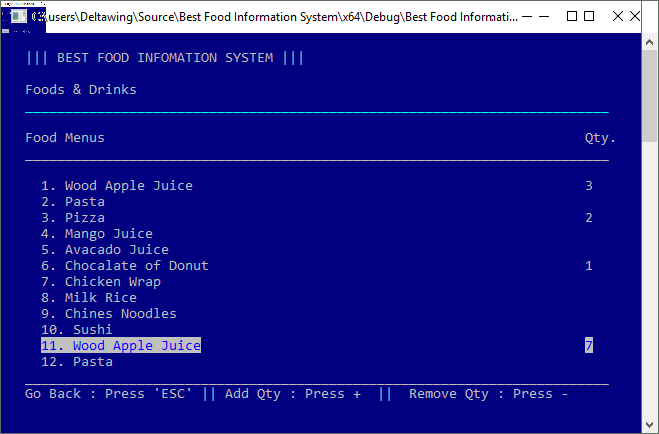 C:\users\Deltawing\Source\Best Food Information System\x64\Debug\Best Food Informati...
||| BEST FOOD INFOMATION SYSTEM |||
Foods & Drinks
Food Menus Qty.
1. Wood Apple Juice 3
2. Pasta
3. Pizza 2
4. Mango Juice
5. Avacado Juice
6. Chocalate of Donut 1
7. Chicken Wrap
8. Milk Rice
9. Chines Noodles
10. Sushi
11. Wood Apple Juice 7
12. Pasta
Go Back : Press 'ESC' || Add Qty : Press + || Remove Qty : Press -